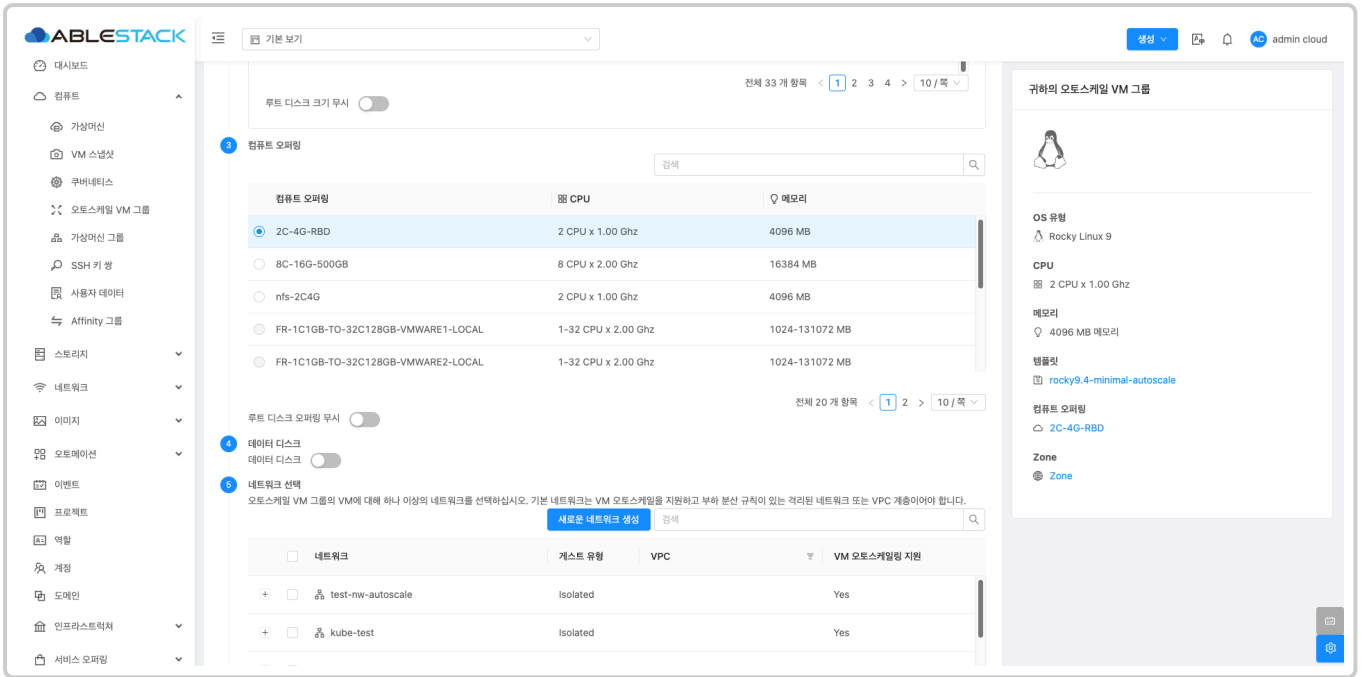 ABLESTACK
기본 보기
생성
AC
admin cloud
대시보드
컴퓨트
가상머신
VM 스냅샷
쿠버네티스
오토스케일 VM 그룹
가상머신 그룹
SSH 키 쌍
사용자 데이터
Affinity 그룹
스토리지
네트워크
이미지
오토메이션
이벤트
프로젝트
역할
계정
도메인
인프라스트럭쳐
서비스 오퍼링
전체 33 개 항목 < 1 2 3 4 > 10 / 쪽
루트 디스크 크기 무시
3 컴퓨트 오퍼링
검색
컴퓨트 오퍼링 CPU 메모리
2C-4G-RBD 2 CPU x 1.00 Ghz 4096 MB
8C-16G-500GB 8 CPU x 2.00 Ghz 16384 MB
nfs-2C4G 2 CPU x 1.00 Ghz 4096 MB
FR-1C1GB-TO-32C128GB-VMWARE1-LOCAL 1-32 CPU x 2.00 Ghz 1024-131072 MB
FR-1C1GB-TO-32C128GB-VMWARE2-LOCAL 1-32 CPU x 2.00 Ghz 1024-131072 MB
전체 20 개 항목 < 1 2 > 10 / 쪽
루트 디스크 오퍼링 무시
4 데이터 디스크
데이터 디스크
5 네트워크 선택
오토스케일 VM 그룹의 VM에 대해 하나 이상의 네트워크를 선택하십시오. 기본 네트워크는 VM 오토스케일을 지원하고 부하 분산 규칙이 있는 격리된 네트워크 또는 VPC 계층이어야 합니다.
새로운 네트워크 생성 검색
네트워크 게스트 유형 VPC VM 오토스케일링 지원
+ test-nw-autoscale Isolated Yes
+ kube-test Isolated Yes
귀하의 오토스케일 VM 그룹
OS 유형
Rocky Linux 9
CPU
2 CPU x 1.00 Ghz
메모리
4096 MB 메모리
템플릿
rocky9.4-minimal-autoscale
컴퓨트 오퍼링
2C-4G-RBD
Zone
Zone